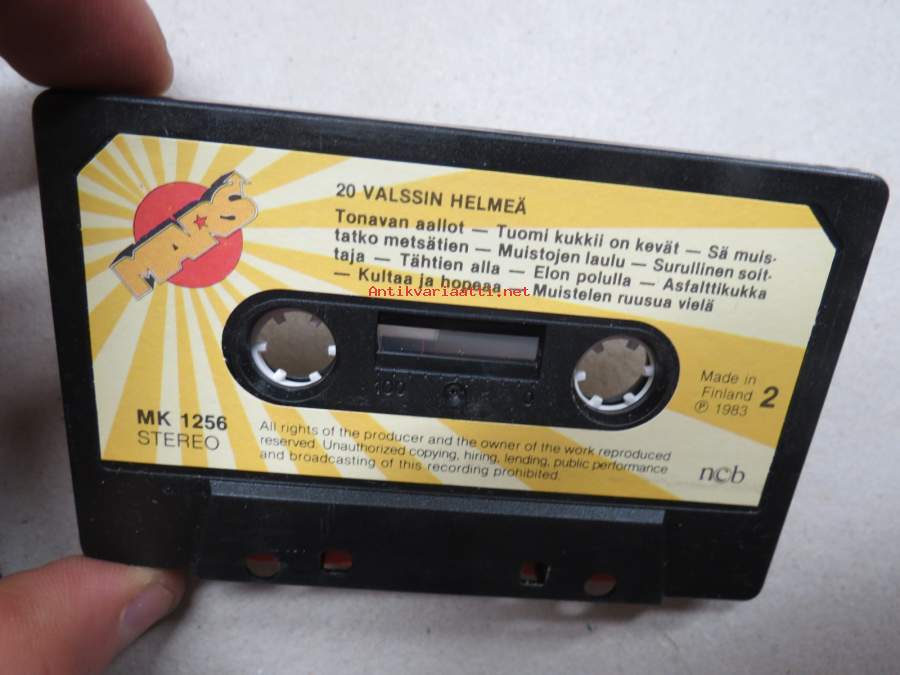 MARS
20 VALSSIN HELMEÄ
Tonavan aallot — Tuomi kukkii on kevät — Sä muis-
tatko metsätien — Muistojen laulu — Surullinen soit-
taja — Tähtien alla — Elon polulla — Asfalttikukka
— Kultaa ja hopeaa — Muistelen ruusua vielä
Antikvariaatti.net
100 0
Made in
Finland 2
℗ 1983
MK 1256
STEREO
All rights of the producer and the owner of the work reproduced
reserved. Unauthorized copying, hiring, lending, public performance
and broadcasting of this recording prohibited.
ncb